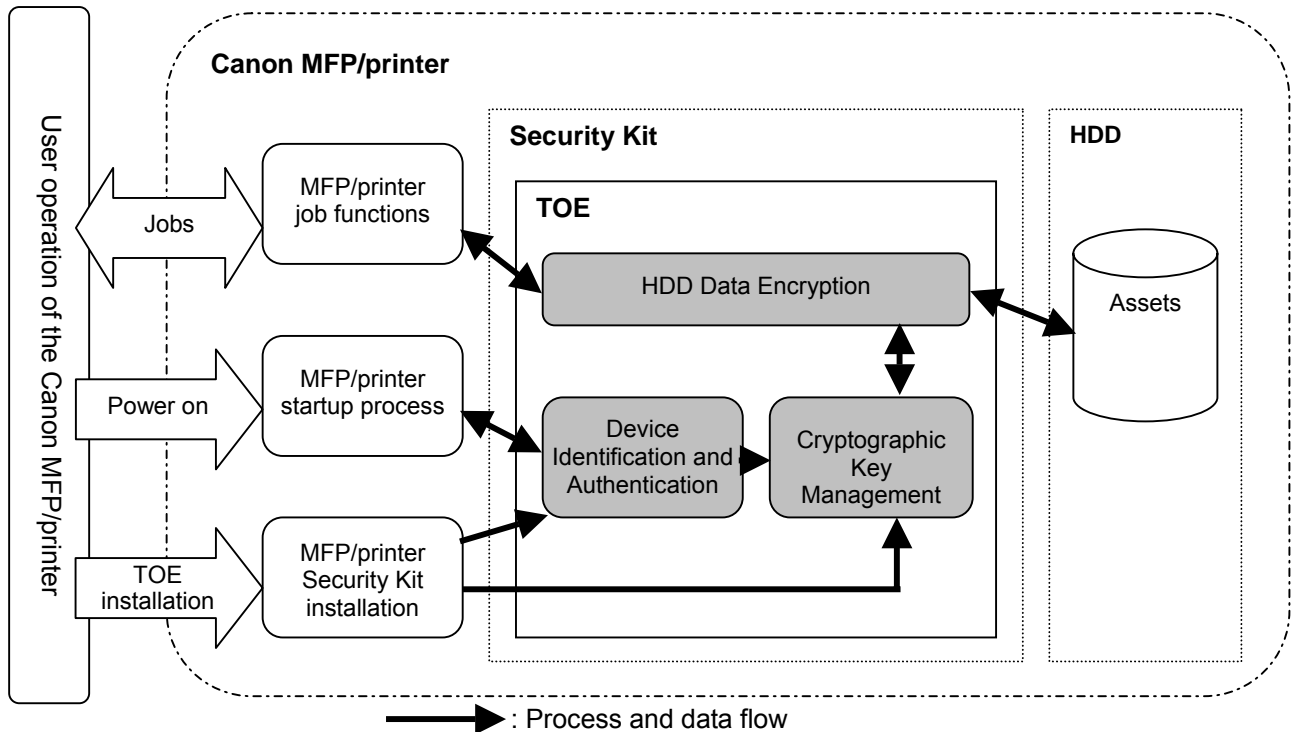 Canon MFP/printer
User operation of the Canon MFP/printer
Security Kit
HDD
TOE
Jobs
MFP/printer
job functions
HDD Data Encryption
Assets
Power on
MFP/printer
startup process
Device
Identification and
Authentication
Cryptographic
Key
Management
TOE
installation
MFP/printer
Security Kit
installation
: Process and data flow